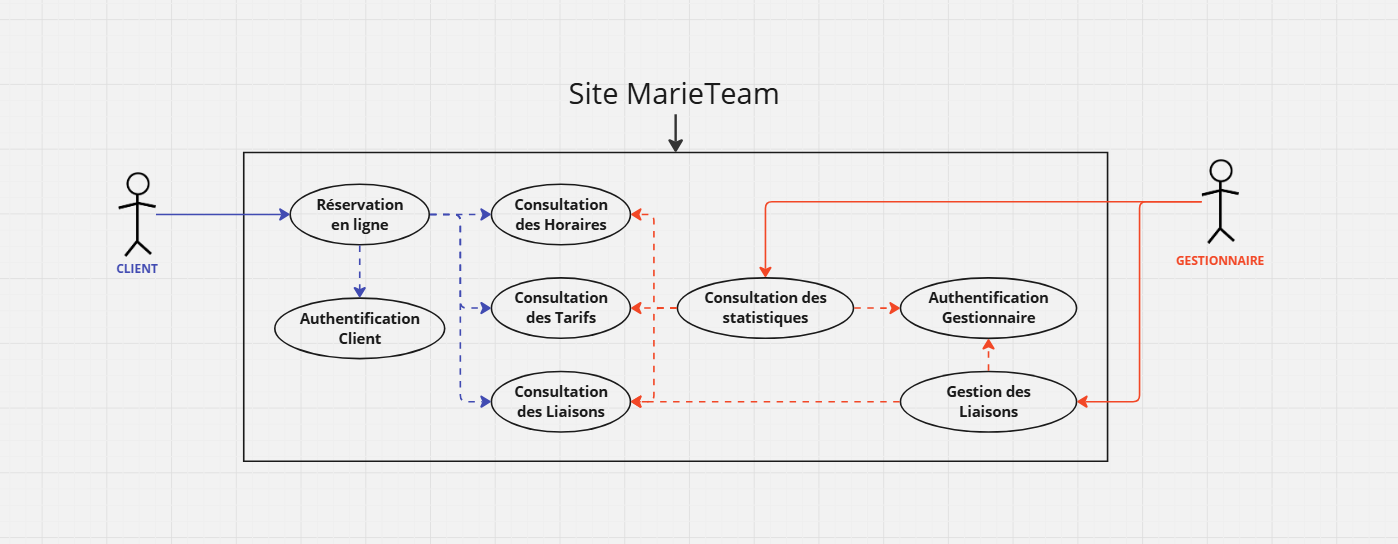 Site MarieTeam
Réservation
en ligne
Consultation
des Horaires
CLIENT
GESTIONNAIRE
Authentification
Client
Consultation
des Tarifs
Consultation des
statistiques
Authentification
Gestionnaire
Consultation
des Liaisons
Gestion des
Liaisons